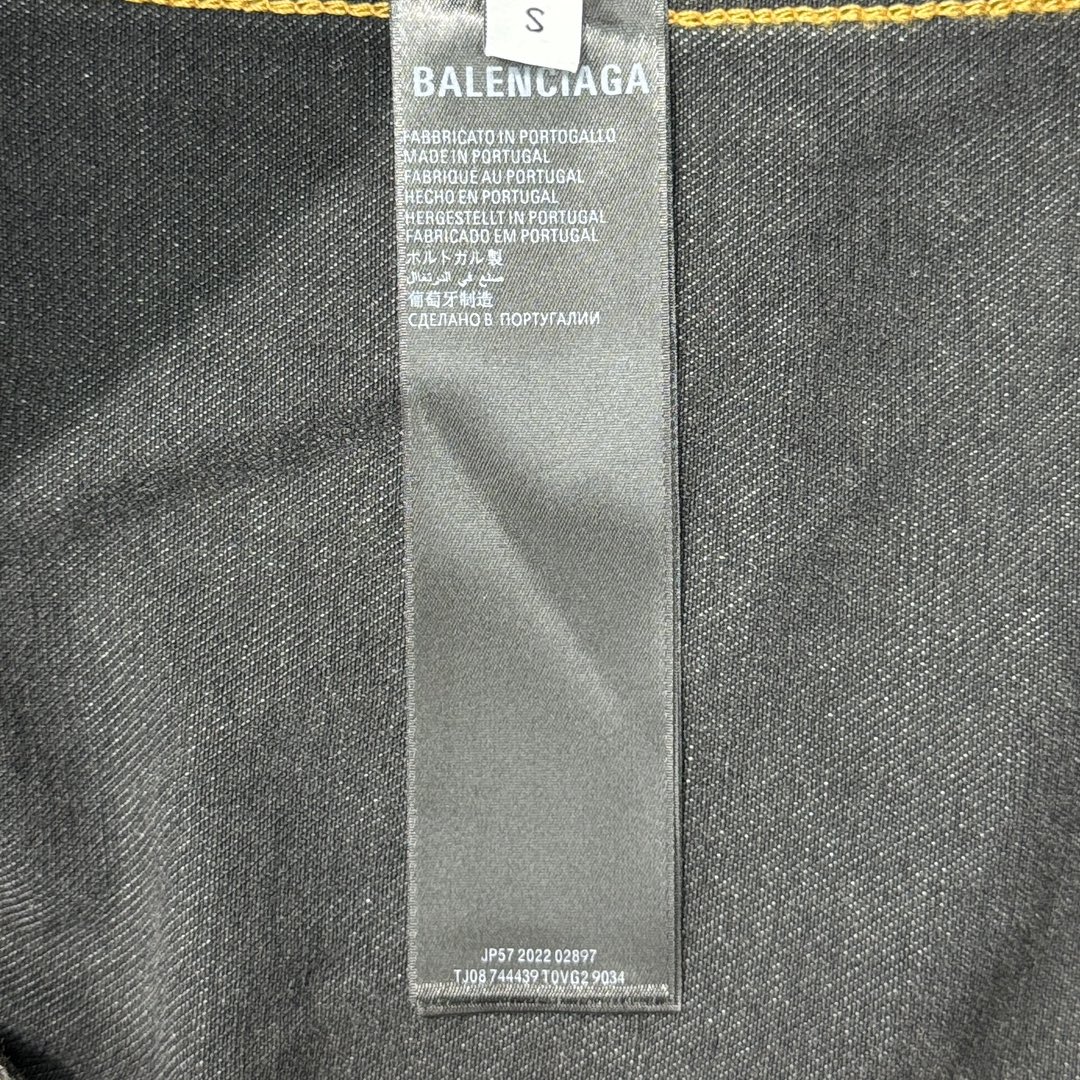 S
BALENCIAGA
FABBRICATO IN PORTOGALLO
MADE IN PORTUGAL
FABRIQUE AU PORTUGAL
HECHO EN PORTUGAL
HERGESTELLT IN PORTUGAL
FABRICADO EM PORTUGAL
ポルトガル製
صنع في البرتغال
葡萄牙制造
СДЕЛАНО В ПОРТУГАЛИИ
JP57 2022 02897
TJ08 744439 T0VG2 9034